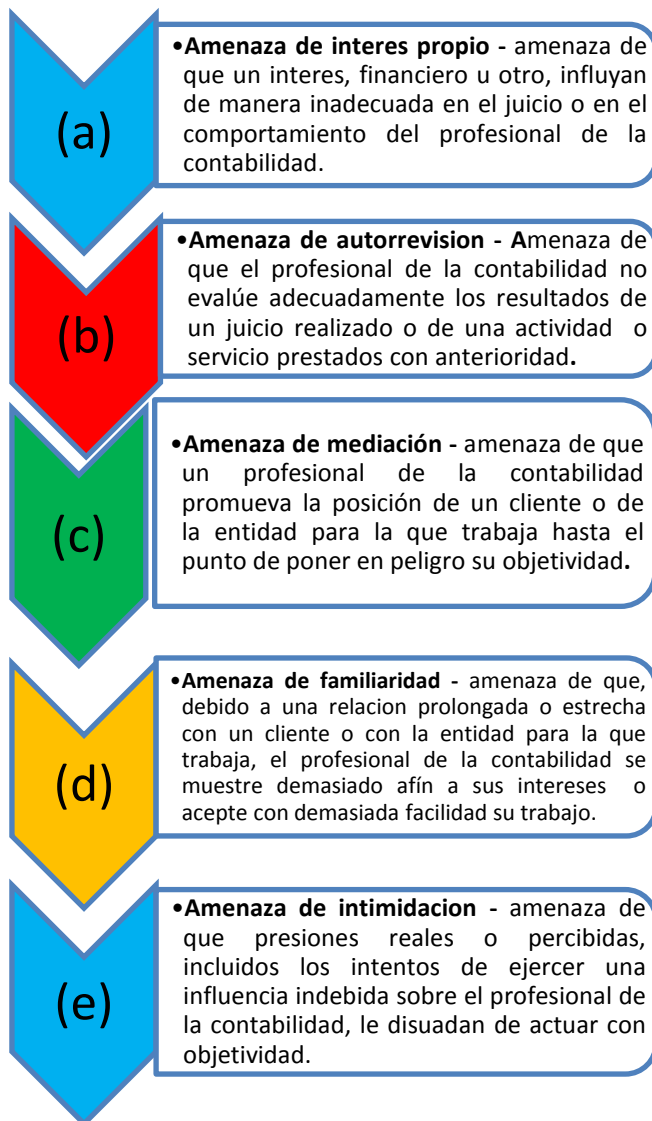 (a)
•Amenaza de interes propio - amenaza de
que un interes, financiero u otro, influyan
de manera inadecuada en el juicio o en el
comportamiento del profesional de la
contabilidad.
(b)
•Amenaza de autorrevision - Amenaza de
que el profesional de la contabilidad no
evalúe adecuadamente los resultados de
un juicio realizado o de una actividad o
servicio prestados con anterioridad.
(c)
•Amenaza de mediación - amenaza de que
un profesional de la contabilidad
promueva la posición de un cliente o de
la entidad para la que trabaja hasta el
punto de poner en peligro su objetividad.
(d)
•Amenaza de familiaridad - amenaza de que,
debido a una relacion prolongada o estrecha
con un cliente o con la entidad para la que
trabaja, el profesional de la contabilidad se
muestre demasiado afín a sus intereses o
acepte con demasiada facilidad su trabajo.
(e)
•Amenaza de intimidacion - amenaza de
que presiones reales o percibidas,
incluidos los intentos de ejercer una
influencia indebida sobre el profesional de
la contabilidad, le disuadan de actuar con
objetividad.